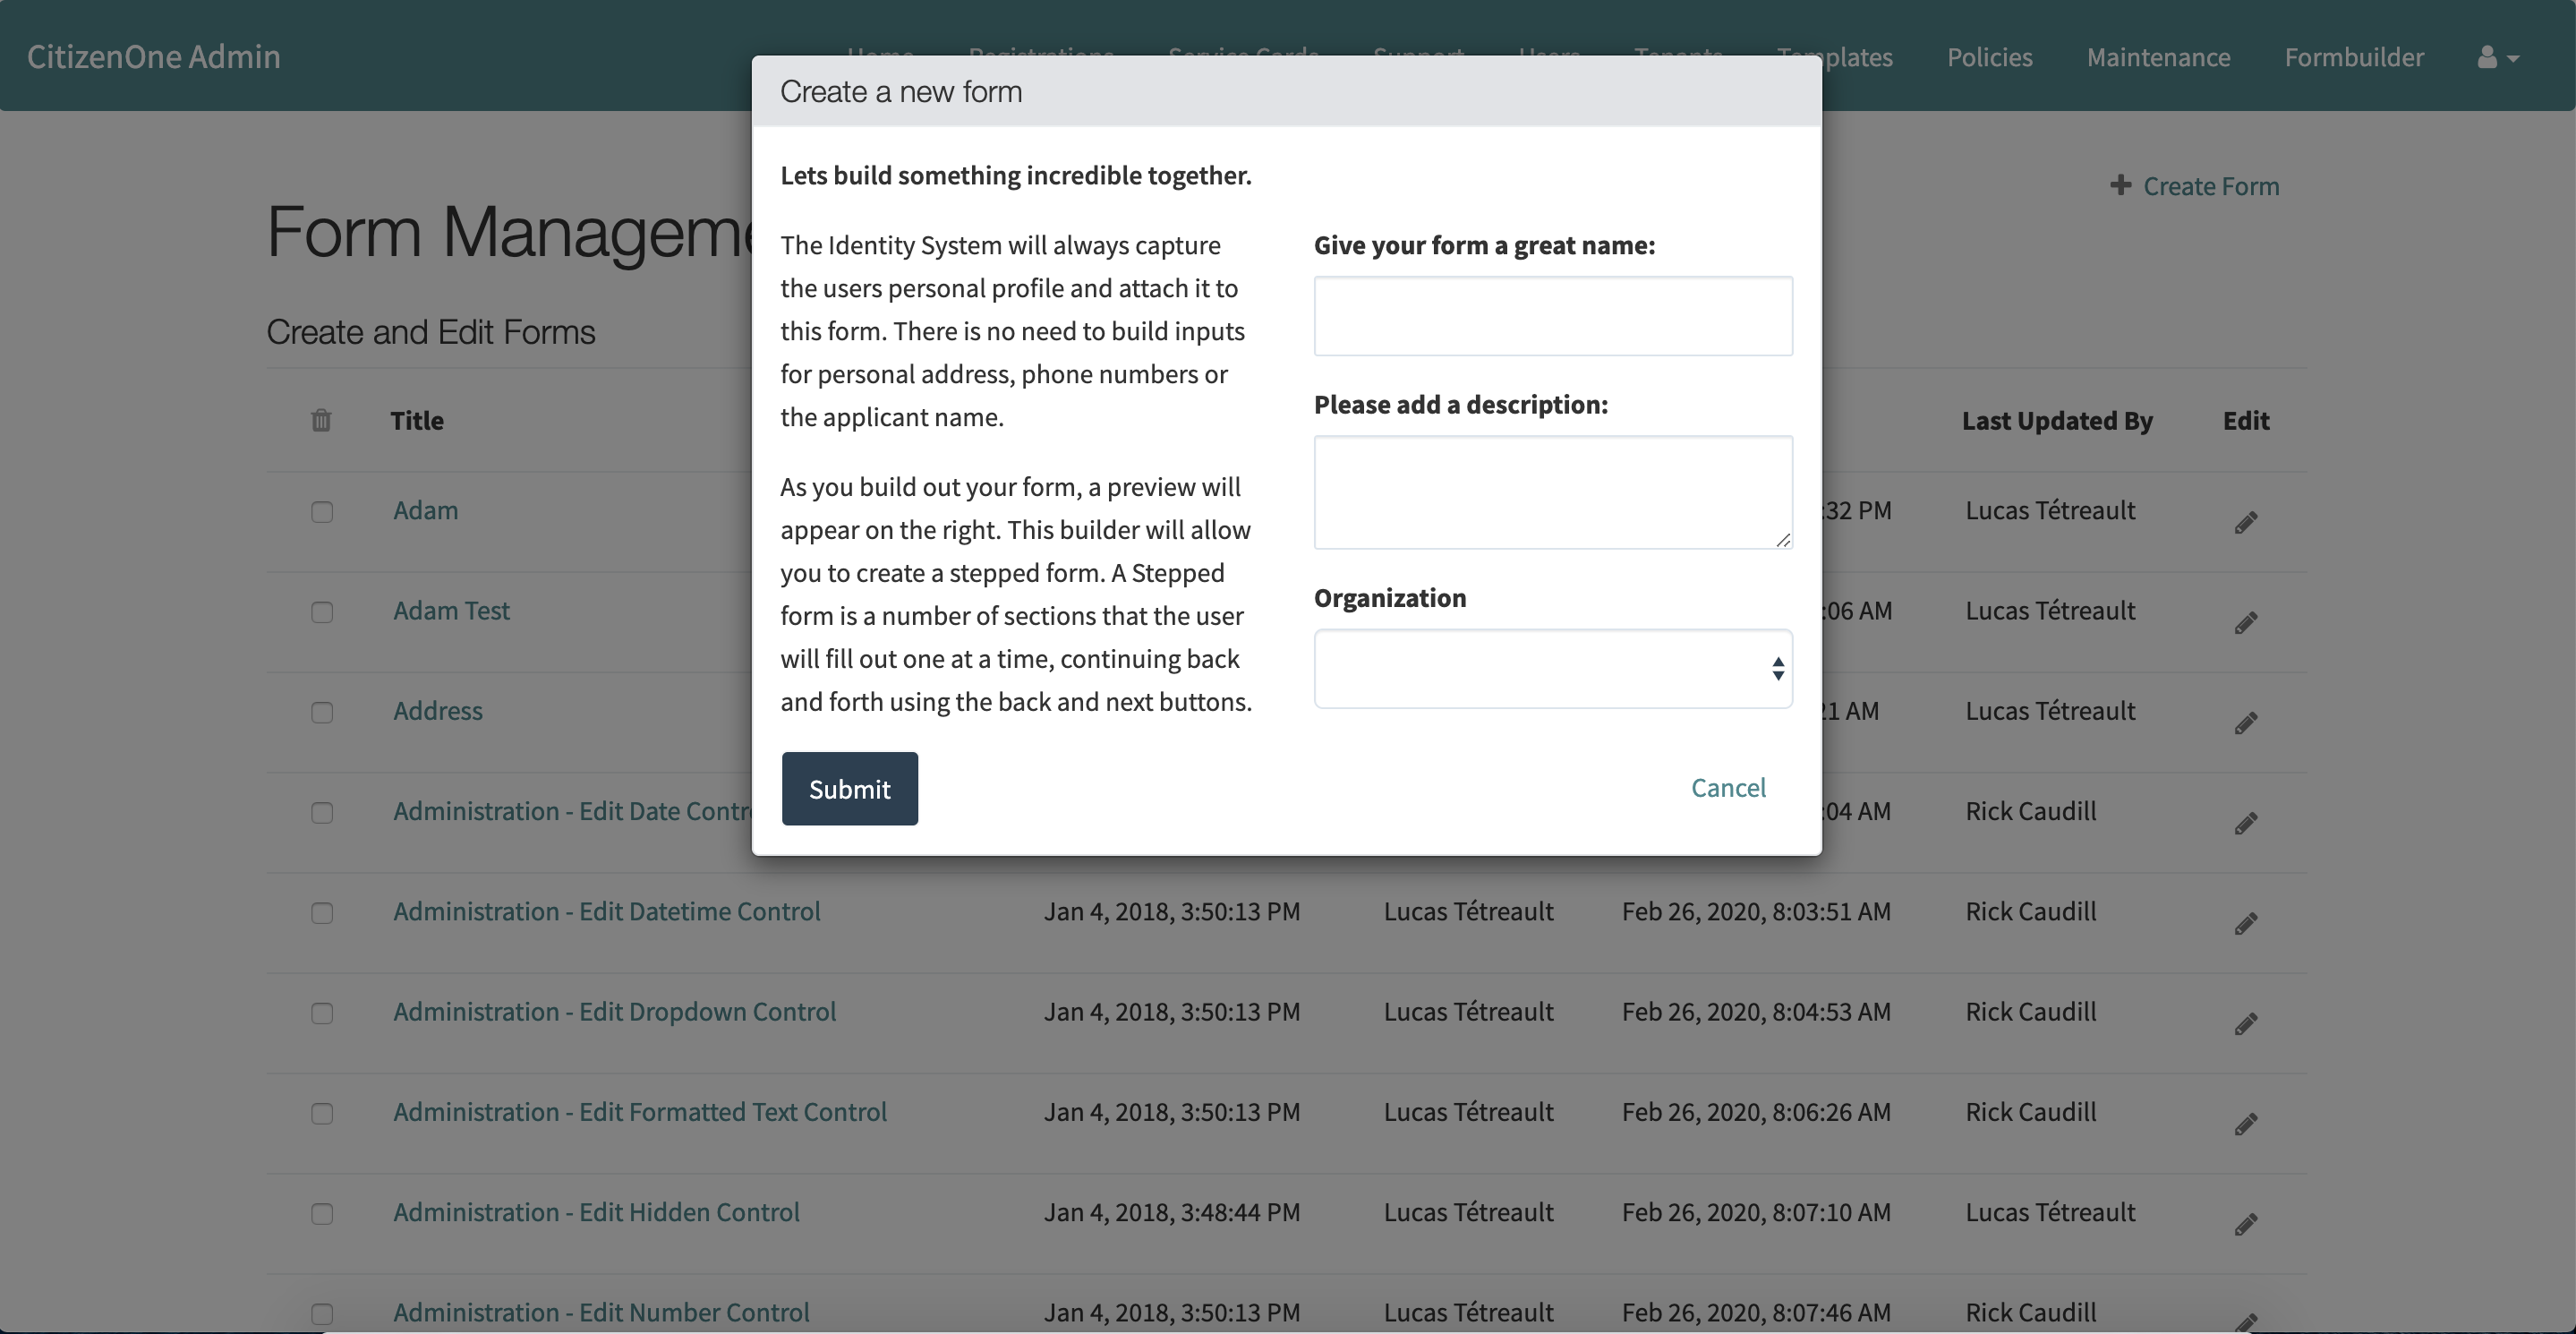 CitizenOne Admin
Home Registrations Service Cards Support Users Tenants Templates Policies Maintenance Formbuilder
Create a new form
Lets build something incredible together.
The Identity System will always capture
the users personal profile and attach it to
this form. There is no need to build inputs
for personal address, phone numbers or
the applicant name.
As you build out your form, a preview will
appear on the right. This builder will allow
you to create a stepped form. A Stepped
form is a number of sections that the user
will fill out one at a time, continuing back
and forth using the back and next buttons.
Give your form a great name:
Please add a description:
Organization
Submit
Cancel
Create Form
Form Manageme
Create and Edit Forms
Title Last Updated By Edit
Adam :32 PM Lucas Tétreault
Adam Test :06 AM Lucas Tétreault
Address 21 AM Lucas Tétreault
Administration - Edit Date Contr :04 AM Rick Caudill
Administration - Edit Datetime Control Jan 4, 2018, 3:50:13 PM Lucas Tétreault Feb 26, 2020, 8:03:51 AM Rick Caudill
Administration - Edit Dropdown Control Jan 4, 2018, 3:50:13 PM Lucas Tétreault Feb 26, 2020, 8:04:53 AM Rick Caudill
Administration - Edit Formatted Text Control Jan 4, 2018, 3:50:13 PM Lucas Tétreault Feb 26, 2020, 8:06:26 AM Rick Caudill
Administration - Edit Hidden Control Jan 4, 2018, 3:48:44 PM Lucas Tétreault Feb 26, 2020, 8:07:10 AM Lucas Tétreault
Administration - Edit Number Control Jan 4, 2018, 3:50:13 PM Lucas Tétreault Feb 26, 2020, 8:07:46 AM Rick Caudill